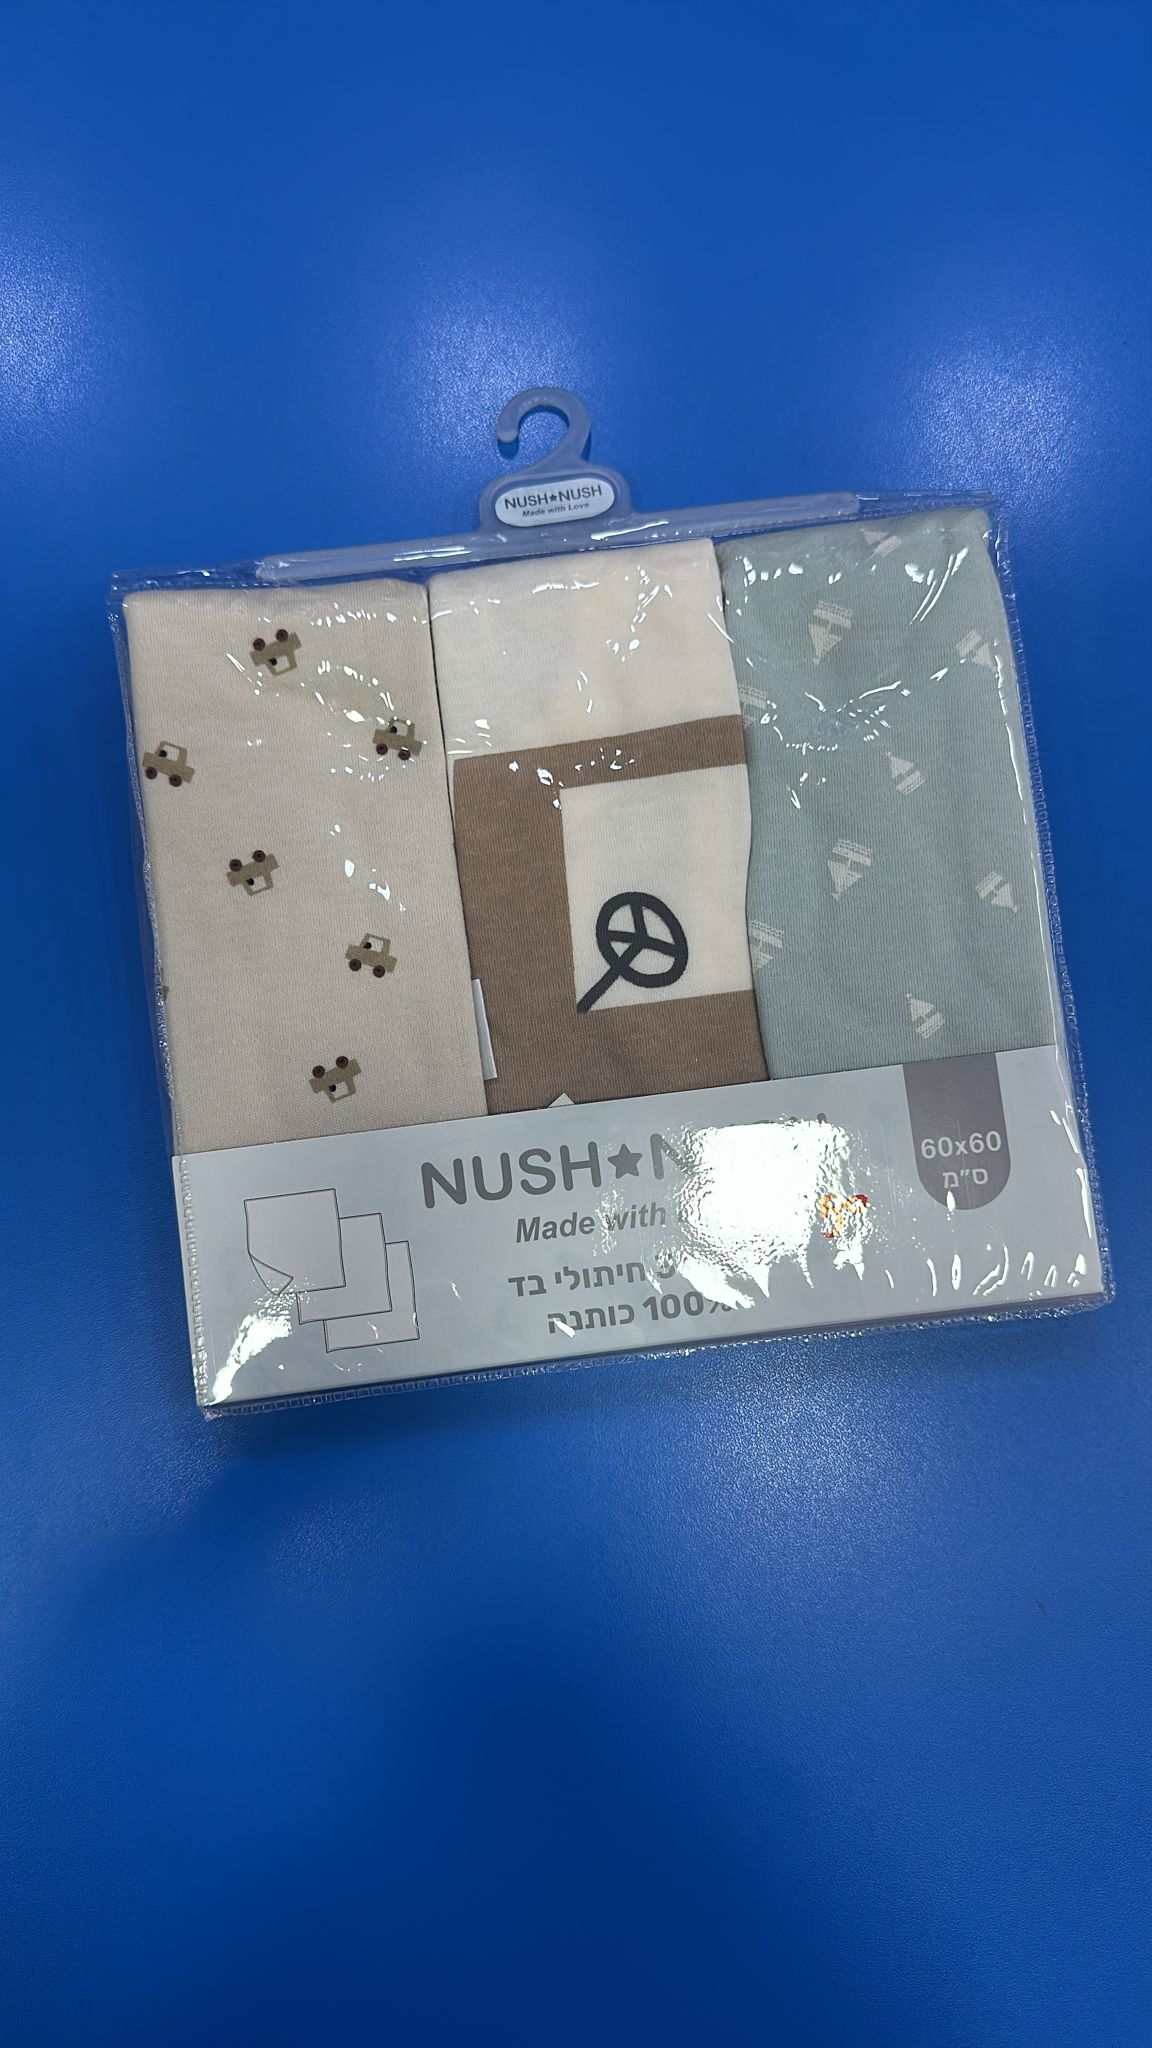 NUSH★NUSH
Made with Love
NUSH★N
Made with
חיתולי בד
100% כותנה
60x60
ס"מ